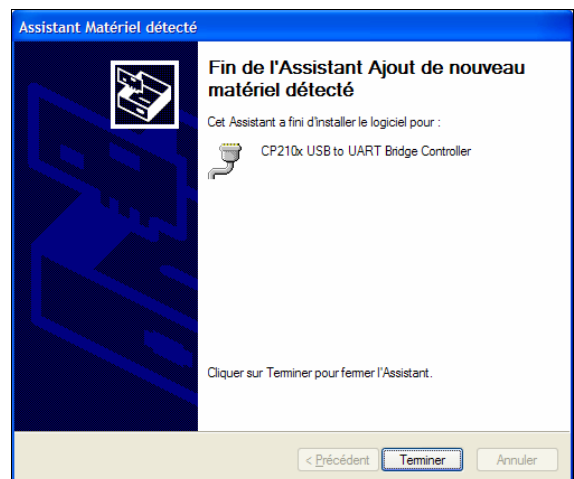 Assistant Matériel détecté
Fin de l'Assistant Ajout de nouveau
matériel détecté
Cet Assistant a fini d'installer le logiciel pour :
CP210x USB to UART Bridge Controller
Cliquer sur Terminer pour fermer l'Assistant.
< Précédent Terminer Annuler